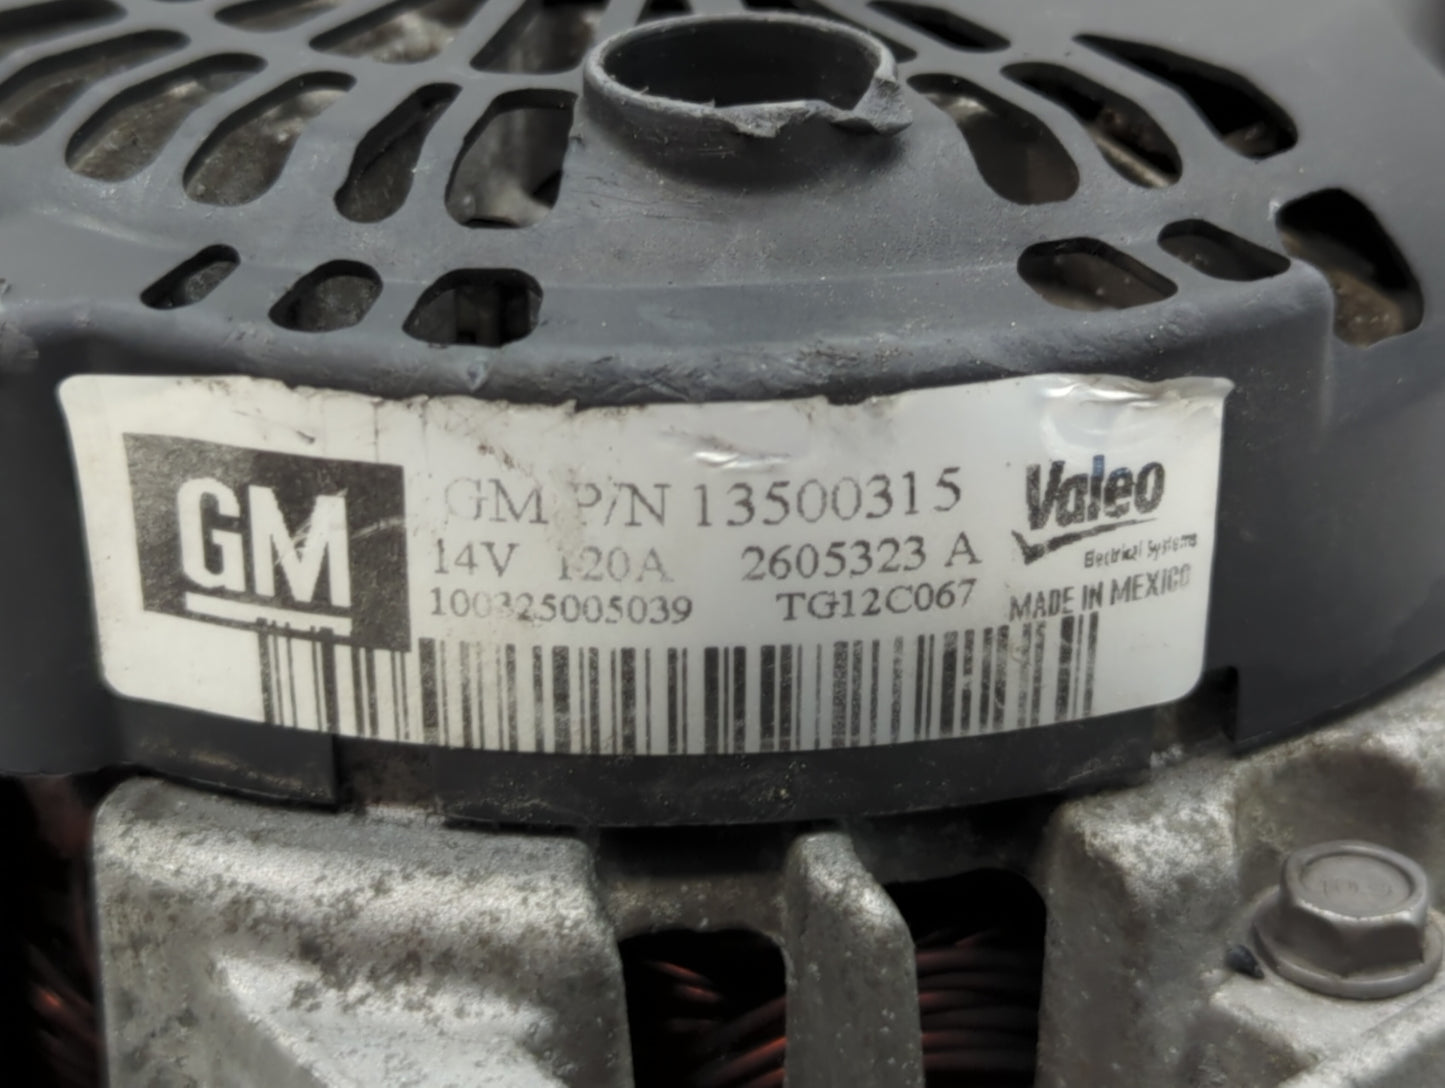 GM
GM P/N 13500315
14V 120A 2605323 A
100325005039 TG12C067
Valeo
Electrical Systems
MADE IN MEXICO